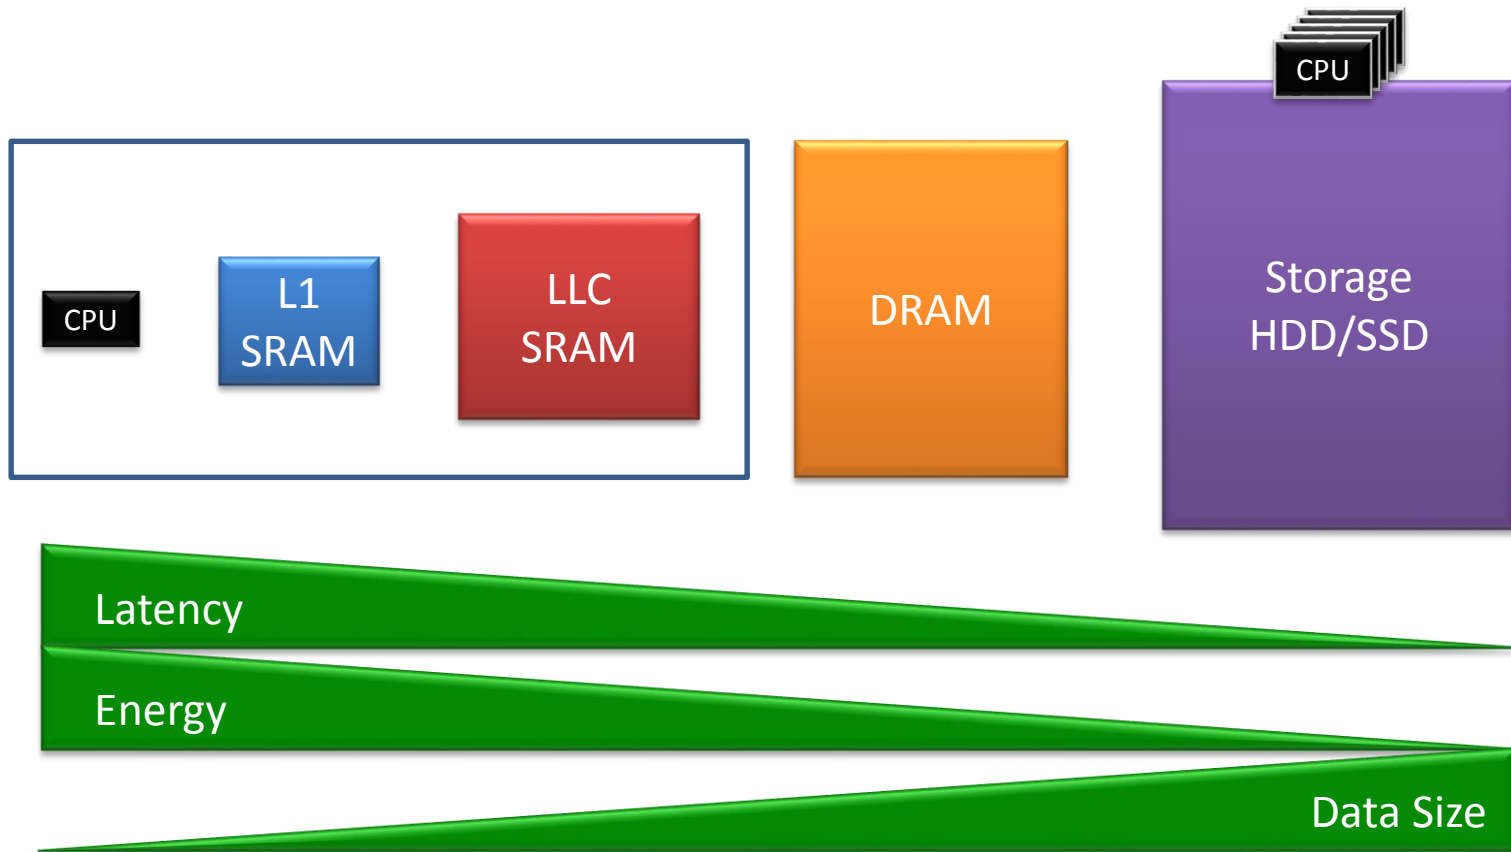 CPU
CPU
L1
SRAM
LLC
SRAM
DRAM
Storage
HDD/SSD
Latency
Energy
Data Size